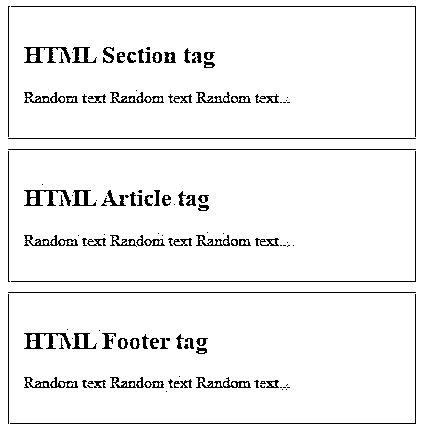 HTML Section tag
Random text Random text Random text...
HTML Article tag
Random text Random text Random text...
HTML Footer tag
Random text Random text Random text...